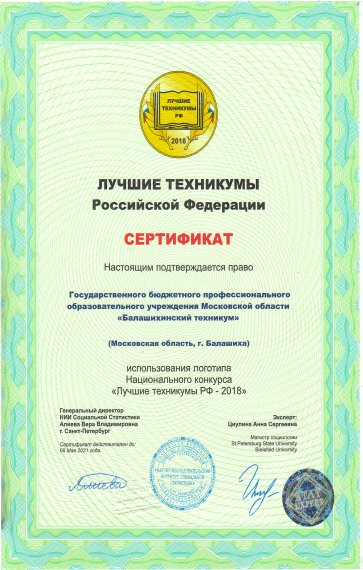 ЛУЧШИЕ
ТЕХНИКУМЫ
РФ
2018
ЛУЧШИЕ ТЕХНИКУМЫ
Российской Федерации
СЕРТИФИКАТ
Настоящим подтверждается право
Государственного бюджетного профессионального
образовательного учреждения Московской области
«Балашихинский техникум»
(Московская область, г. Балашиха)
использования логотипа
Национального конкурса
«Лучшие техникумы РФ - 2018»
Генеральный директор
НИИ Социальной Статистики
Алиева Вера Владимировна
г. Санкт-Петербург
Сертификат действителен до:
08 Мая 2021 года
Эксперт:
Циулина Анна Сергеевна
Магистр социологии
St.Petersburg State University
Bielefeld University